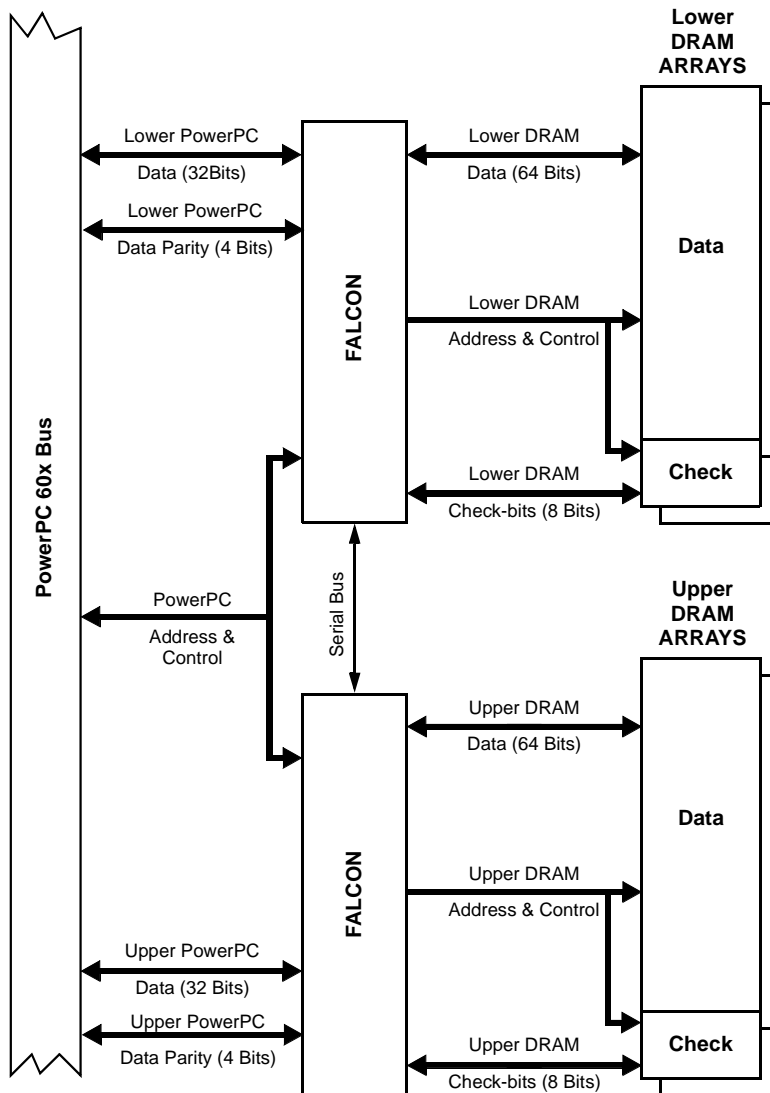 Lower
DRAM
ARRAYS
Lower PowerPC
Data (32Bits)
Lower DRAM
Data (64 Bits)
Lower PowerPC
Data Parity (4 Bits)
Data
FALCON
Lower DRAM
Address & Control
PowerPC 60x Bus
Check
Lower DRAM
Check-bits (8 Bits)
PowerPC
Address &
Control
Serial Bus
Upper
DRAM
ARRAYS
Upper DRAM
Data (64 Bits)
Data
FALCON
Upper DRAM
Address & Control
Upper PowerPC
Data (32 Bits)
Upper PowerPC
Data Parity (4 Bits)
Check
Upper DRAM
Check-bits (8 Bits)